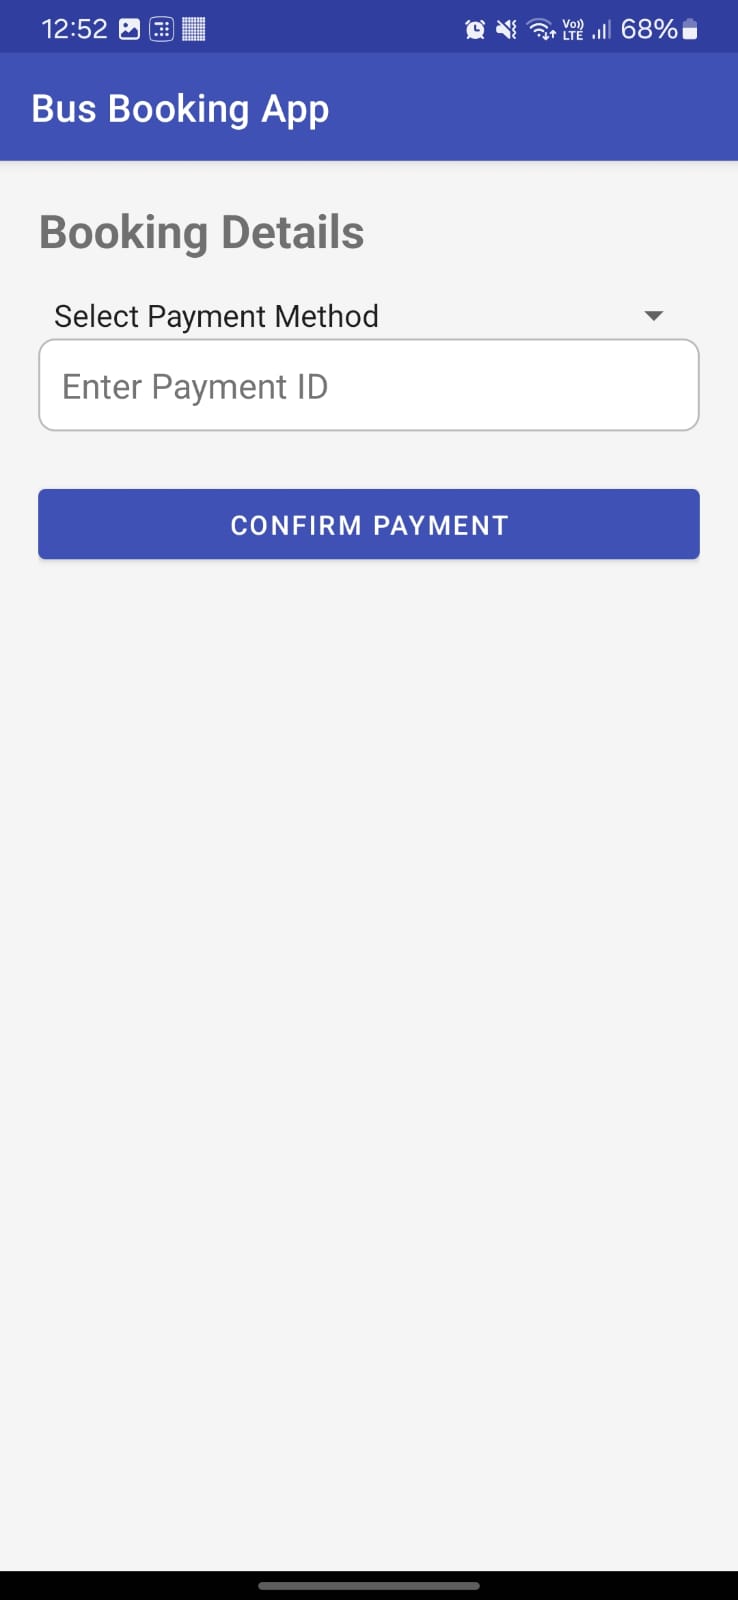 12:52 Vo)) LTE 68%
Bus Booking App
Booking Details
Select Payment Method
Enter Payment ID
CONFIRM PAYMENT